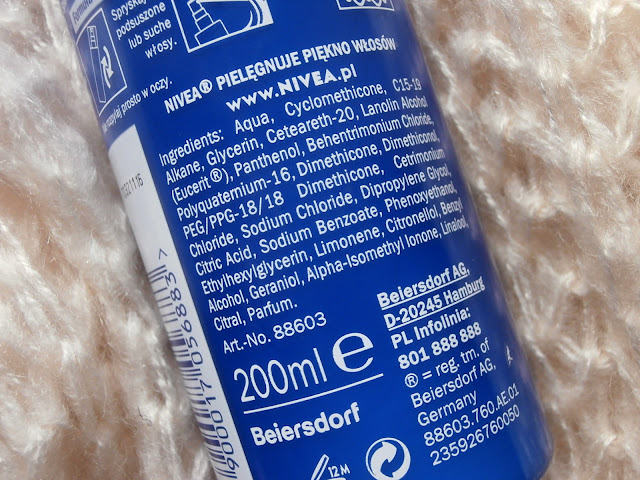 Spryskaj
podsuszone
lub suche
włosy.
prosto w oczy.
NIVEA® PIELĘGNUJE PIĘKNO WŁOSÓW
www.NIVEA.pl
Ingredients: Aqua, Cyclomethicone, C15-19
Alkane, Glycerin, Ceteareth-20, Lanolin Alcohol
(Eucerit®), Panthenol, Behentrimonium Chloride,
Polyquaternium-16, Dimethicone, Dimethiconol,
PEG/PPG-18/18 Dimethicone, Cetrimonium
Chloride, Sodium Chloride, Dipropylene Glycol,
Citric Acid, Sodium Benzoate, Phenoxyethanol,
Ethylhexylglycerin, Limonene, Citronellol, Benzyl
Alcohol, Geraniol, Alpha-Isomethyl Ionone, Linalool,
Citral, Parfum.
Art.-No. 88603
200ml e
Beiersdorf
Beiersdorf AG,
D-20245 Hamburg
PL Infolinia:
801 888 888
® = reg. tm. of
Beiersdorf AG,
Germany
88603.760.AE.01
235926760050
12M